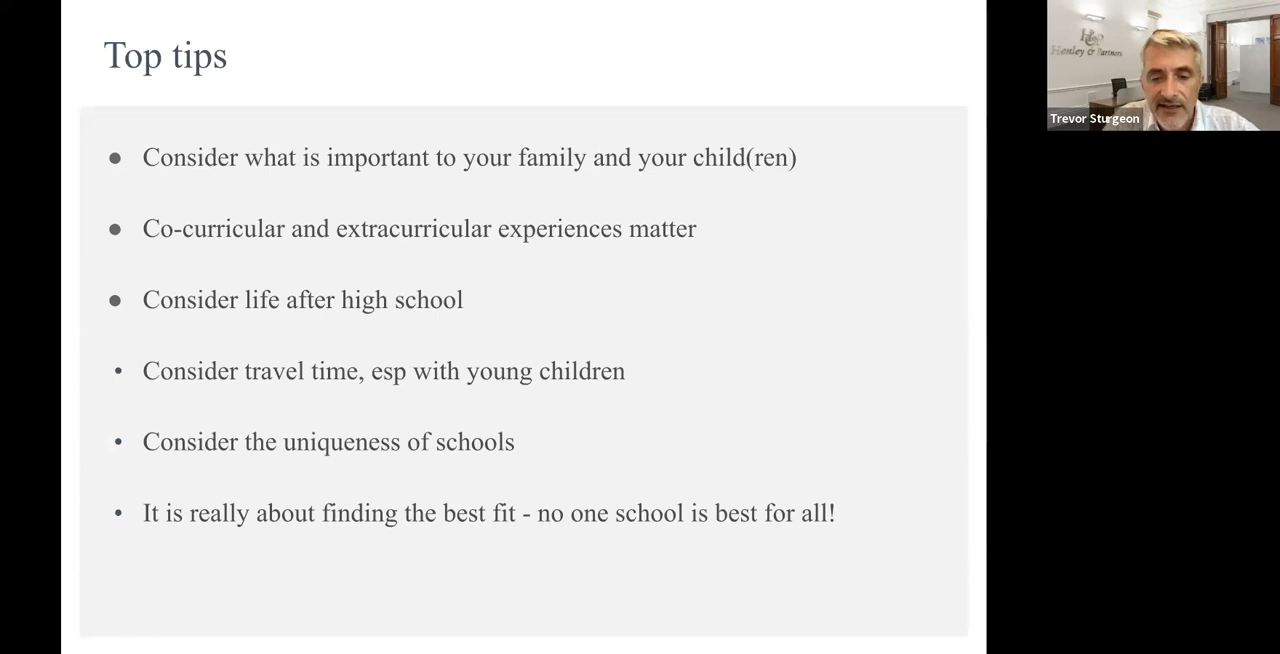 Top tips
Consider what is important to your family and your child(ren)
Co-curricular and extracurricular experiences matter
Consider life after high school
Consider travel time, esp with young children
Consider the uniqueness of schools
It is really about finding the best fit - no one school is best for all!
H&P
Henley & Partners
Trevor Sturgeon